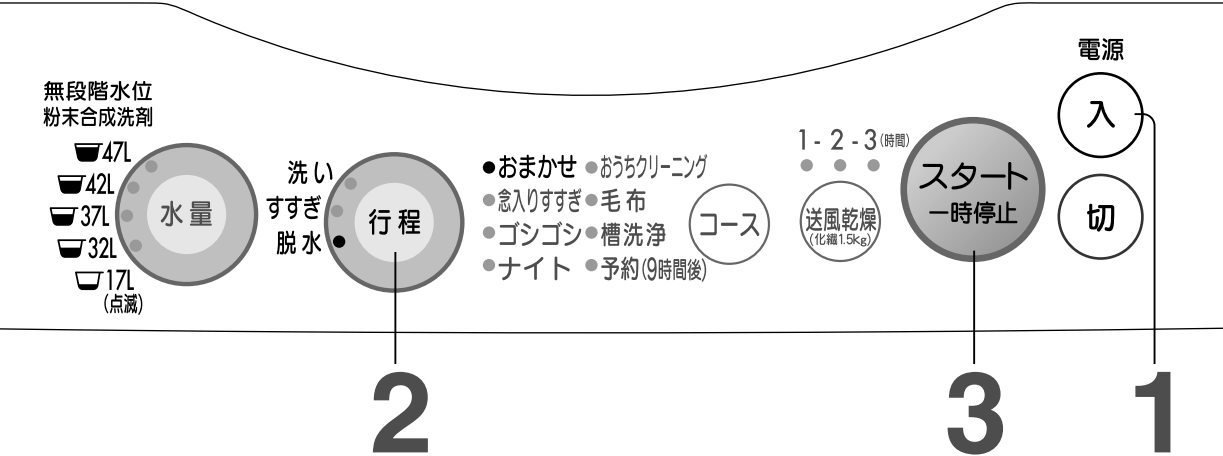 無段階水位
粉末合成洗剤
47L
42L
37L
32L
17L
(点滅)
水量
洗い
すすぎ
脱水
行程
●おまかせ ●おうちクリーニング
●念入りすすぎ ●毛布
●ゴシゴシ ●槽洗浄
●ナイト ●予約(9時間後)
コース
1 - 2 - 3 (時間)
送風乾燥
(化繊1.5kg)
スタート
一時停止
電源
入
切
2
3
1